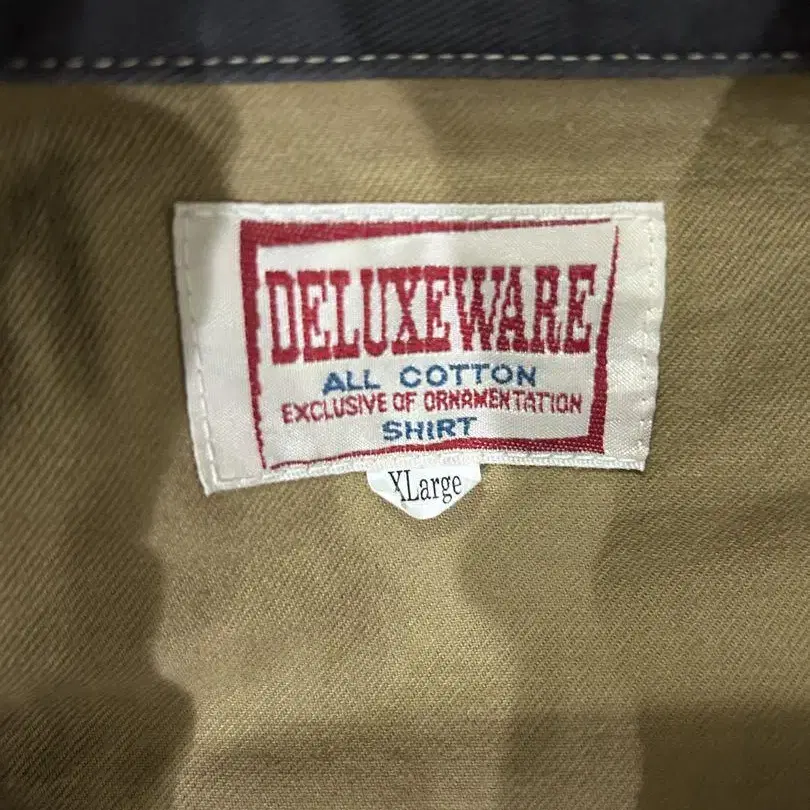 DELUXEWARE
ALL COTTON
EXCLUSIVE OF ORNAMENTATION
SHIRT
XLarge